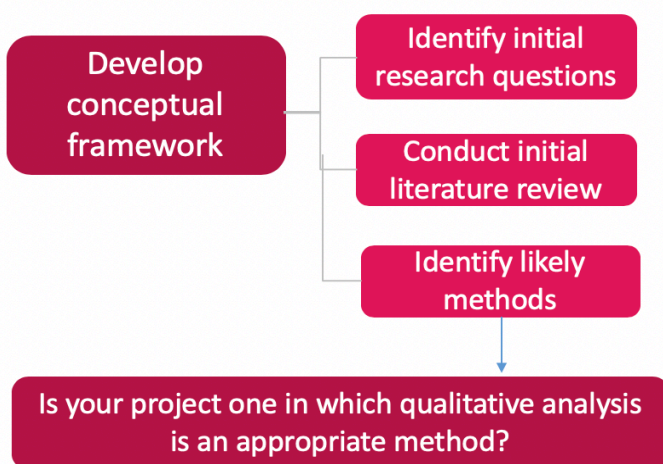 Develop
conceptual
framework
Identify initial
research questions
Conduct initial
literature review
Identify likely
methods
Is your project one in which qualitative analysis
is an appropriate method?